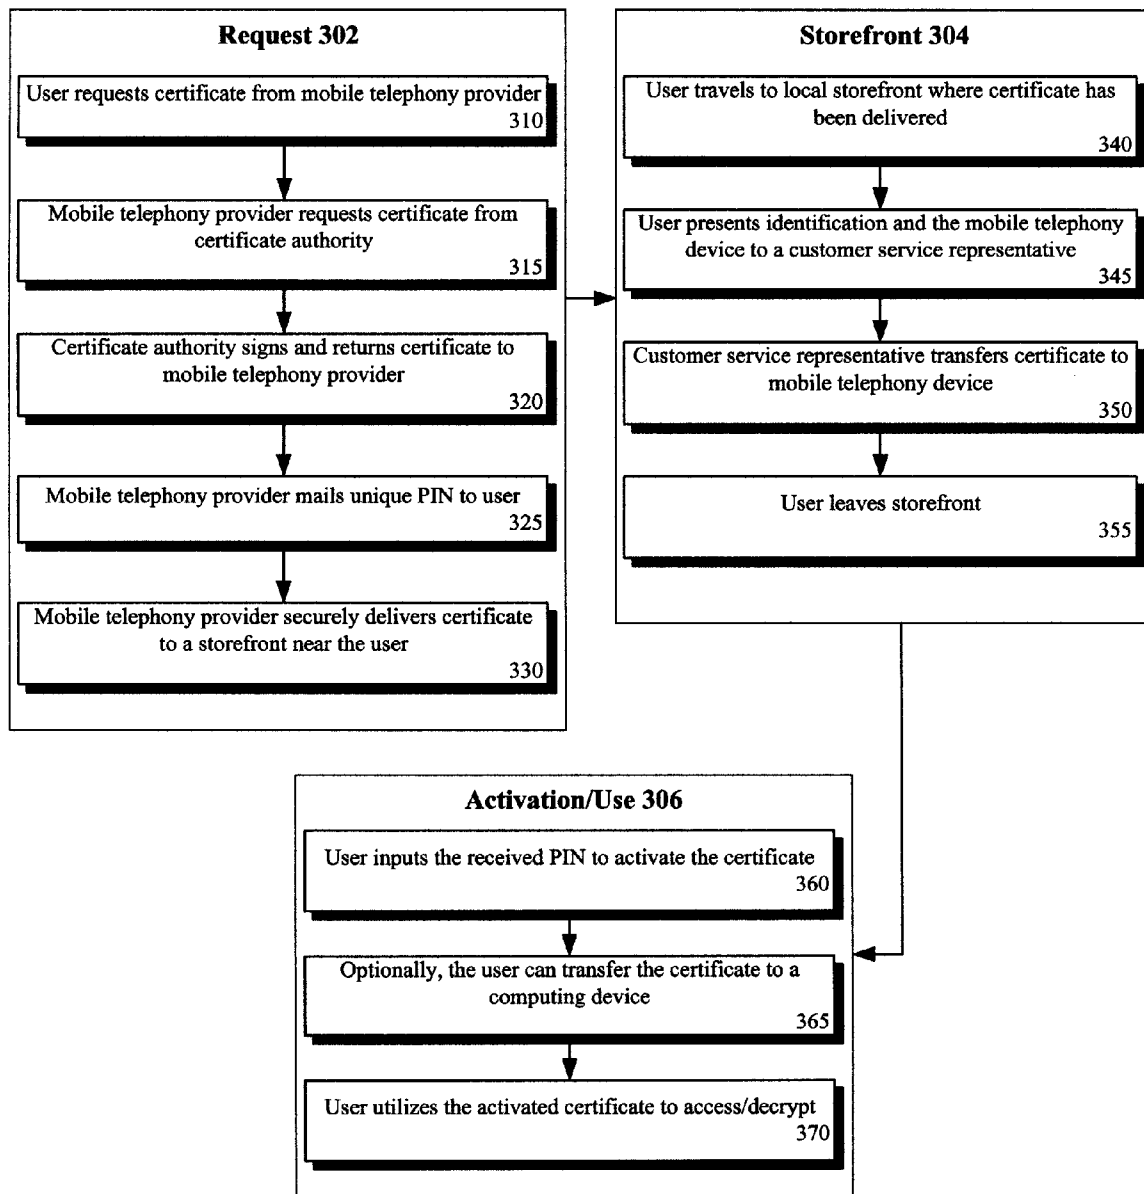 Request 302
User requests certificate from mobile telephony provider
310
Mobile telephony provider requests certificate from
certificate authority
315
Certificate authority signs and returns certificate to
mobile telephony provider
320
Mobile telephony provider mails unique PIN to user
325
Mobile telephony provider securely delivers certificate
to a storefront near the user
330
Storefront 304
User travels to local storefront where certificate has
been delivered
340
User presents identification and the mobile telephony
device to a customer service representative
345
Customer service representative transfers certificate to
mobile telephony device
350
User leaves storefront
355
Activation/Use 306
User inputs the received PIN to activate the certificate
360
Optionally, the user can transfer the certificate to a
computing device
365
User utilizes the activated certificate to access/decrypt
370